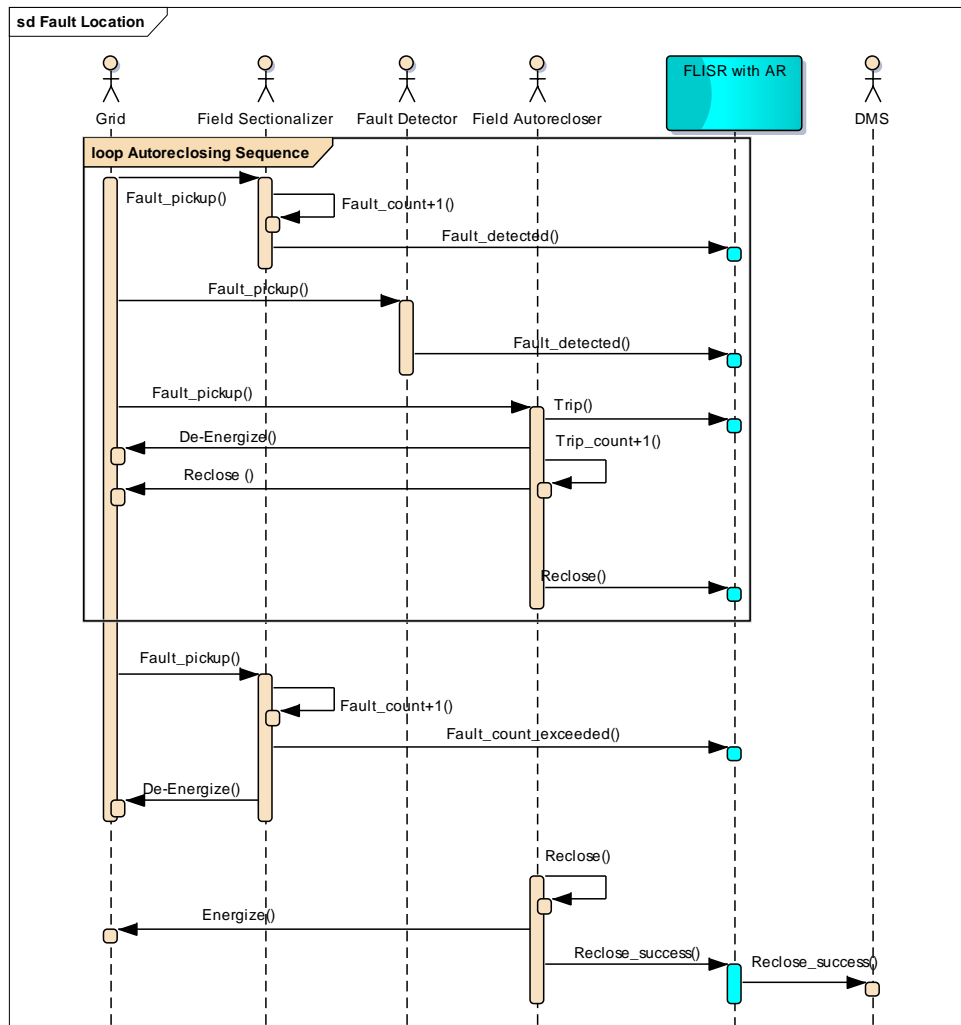 sd Fault Location
FLISR with AR
Grid
Field Sectionalizer
Fault Detector
Field Autorecloser
DMS
loop Autoreclosing Sequence
Fault_pickup()
Fault_count+1()
Fault_detected()
Fault_pickup()
Fault_detected()
Fault_pickup()
Trip()
De-Energize()
Trip_count+1()
Reclose ()
Reclose()
Fault_pickup()
Fault_count+1()
Fault_count_exceeded()
De-Energize()
Reclose()
Energize()
Reclose_success()
Reclose_success()